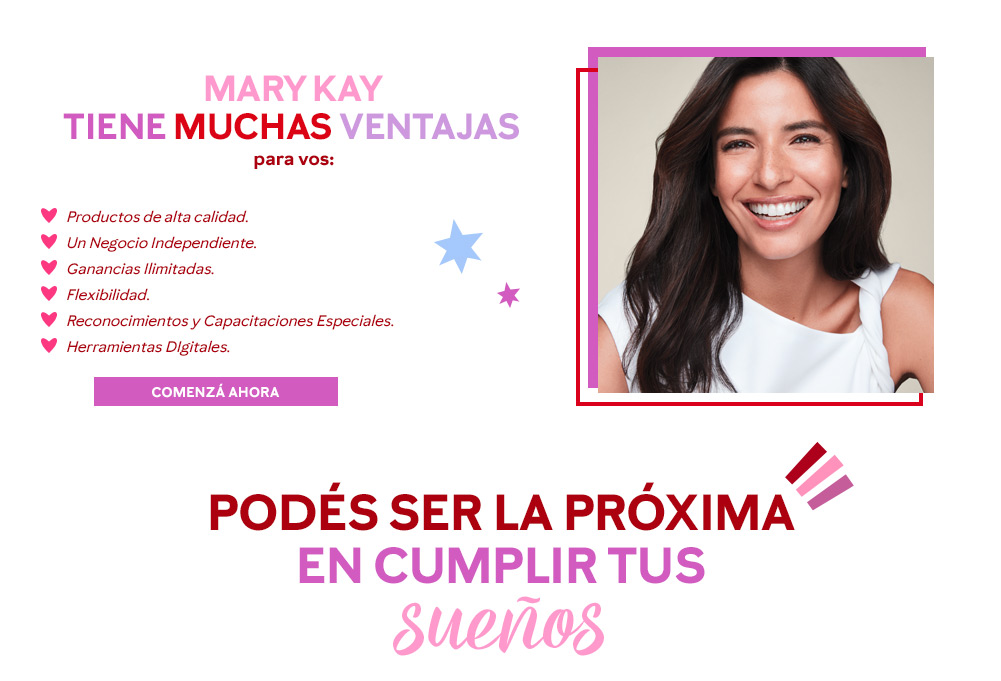 MARY KAY
TIENE MUCHAS VENTAJAS
para vos:
Productos de alta calidad.
Un Negocio Independiente.
Ganancias Ilimitadas.
Flexibilidad.
Reconocimientos y Capacitaciones Especiales.
Herramientas DIgitales.
COMENZÁ AHORA
PODÉS SER LA PRÓXIMA
EN CUMPLIR TUS
sueños